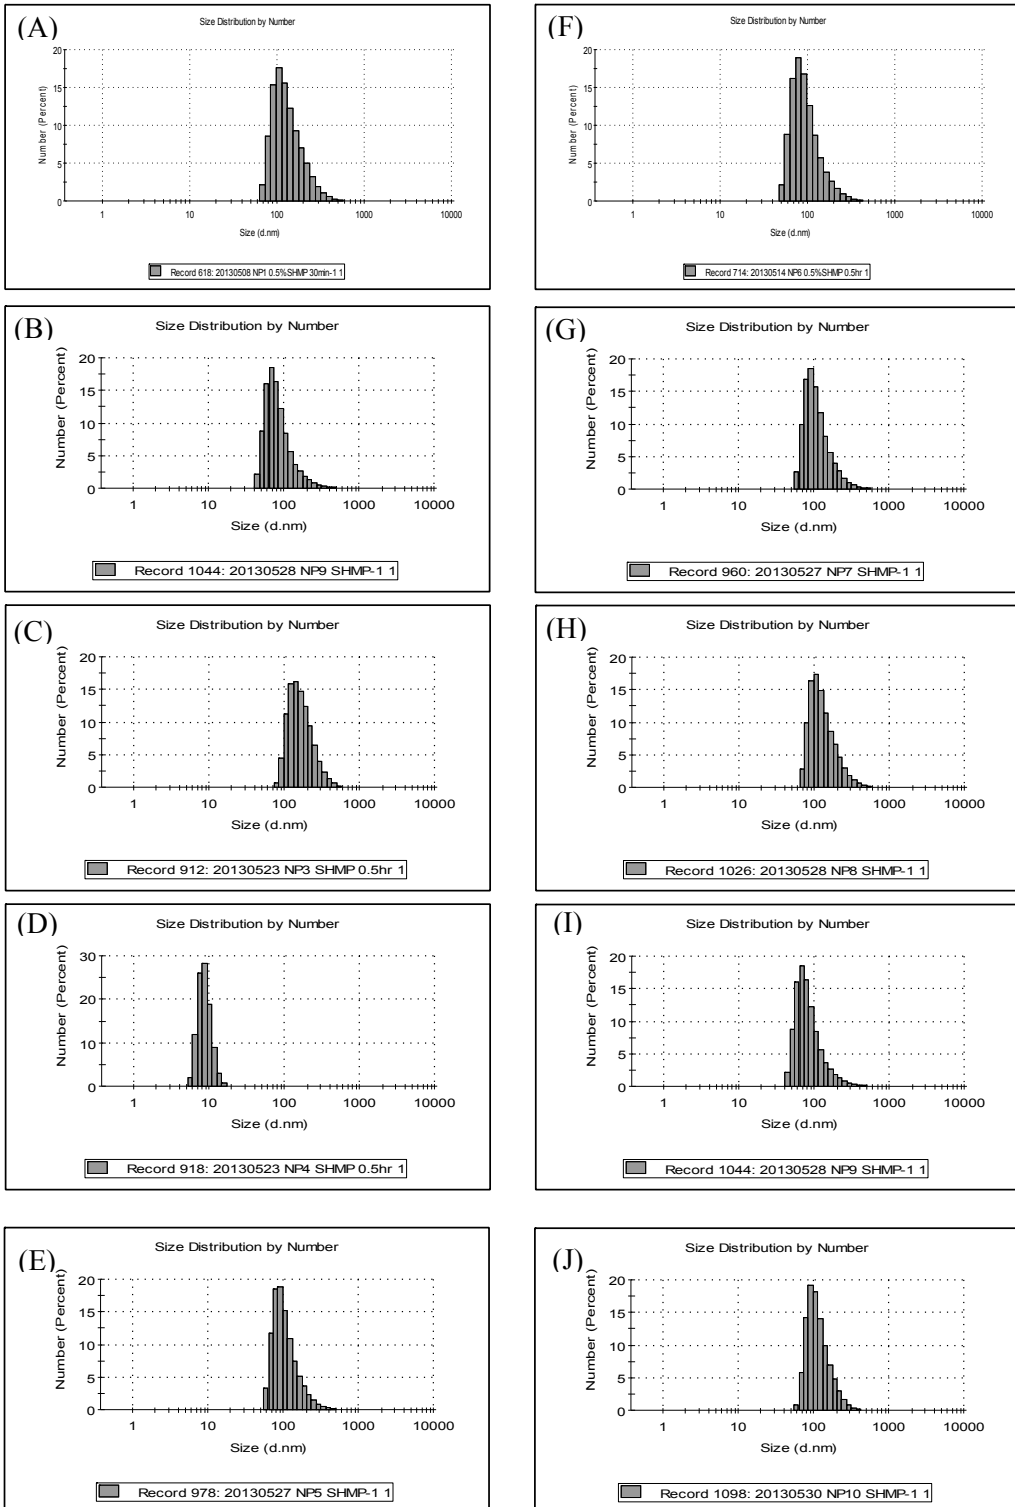 (A)
Size Distribution by Number
Number (Percent)
20
15
10
5
0
1 10 100 1000 10000
Size (d.nm)
Record 618: 20130508 NP1 0.5%SHMP 30min-1 1
(B)
Size Distribution by Number
Number (Percent)
20
15
10
5
0
1 10 100 1000 10000
Size (d.nm)
Record 1044: 20130528 NP9 SHMP-1 1
(C)
Size Distribution by Number
Number (Percent)
20
15
10
5
0
1 10 100 1000 10000
Size (d.nm)
Record 912: 20130523 NP3 SHMP 0.5hr 1
(D)
Size Distribution by Number
Number (Percent)
30
20
10
0
1 10 100 1000 10000
Size (d.nm)
Record 918: 20130523 NP4 SHMP 0.5hr 1
(E)
Size Distribution by Number
Number (Percent)
20
15
10
5
0
1 10 100 1000 10000
Size (d.nm)
Record 978: 20130527 NP5 SHMP-1 1
(F)
Size Distribution by Number
Number (Percent)
20
15
10
5
0
1 10 100 1000 10000
Size (d.nm)
Record 714: 20130514 NP6 0.5%SHMP 0.5hr 1
(G)
Size Distribution by Number
Number (Percent)
20
15
10
5
0
1 10 100 1000 10000
Size (d.nm)
Record 960: 20130527 NP7 SHMP-1 1
(H)
Size Distribution by Number
Number (Percent)
20
15
10
5
0
1 10 100 1000 10000
Size (d.nm)
Record 1026: 20130528 NP8 SHMP-1 1
(I)
Size Distribution by Number
Number (Percent)
20
15
10
5
0
1 10 100 1000 10000
Size (d.nm)
Record 1044: 20130528 NP9 SHMP-1 1
(J)
Size Distribution by Number
Number (Percent)
20
15
10
5
0
1 10 100 1000 10000
Size (d.nm)
Record 1098: 20130530 NP10 SHMP-1 1